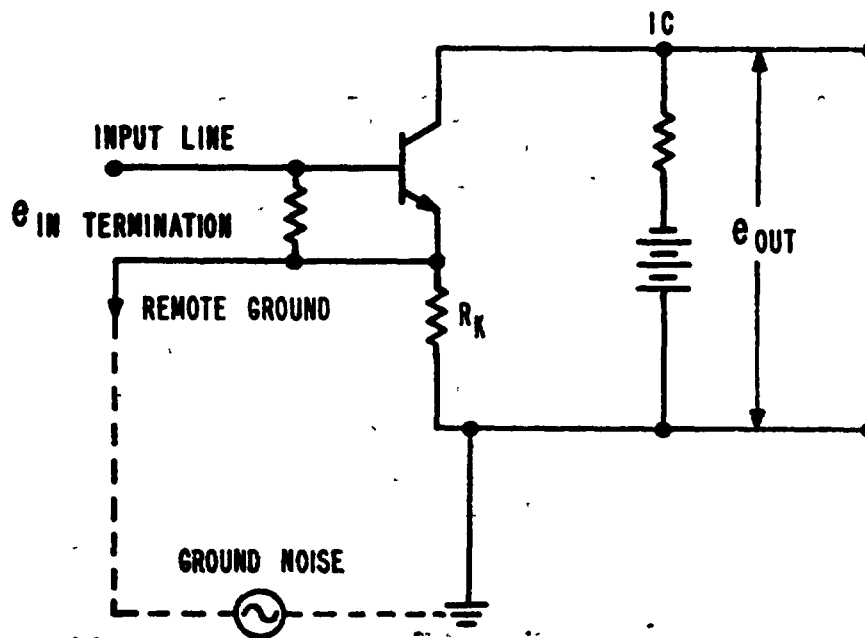 IC
INPUT LINE
e IN TERMINATION
e OUT
REMOTE GROUND
R K
GROUND NOISE